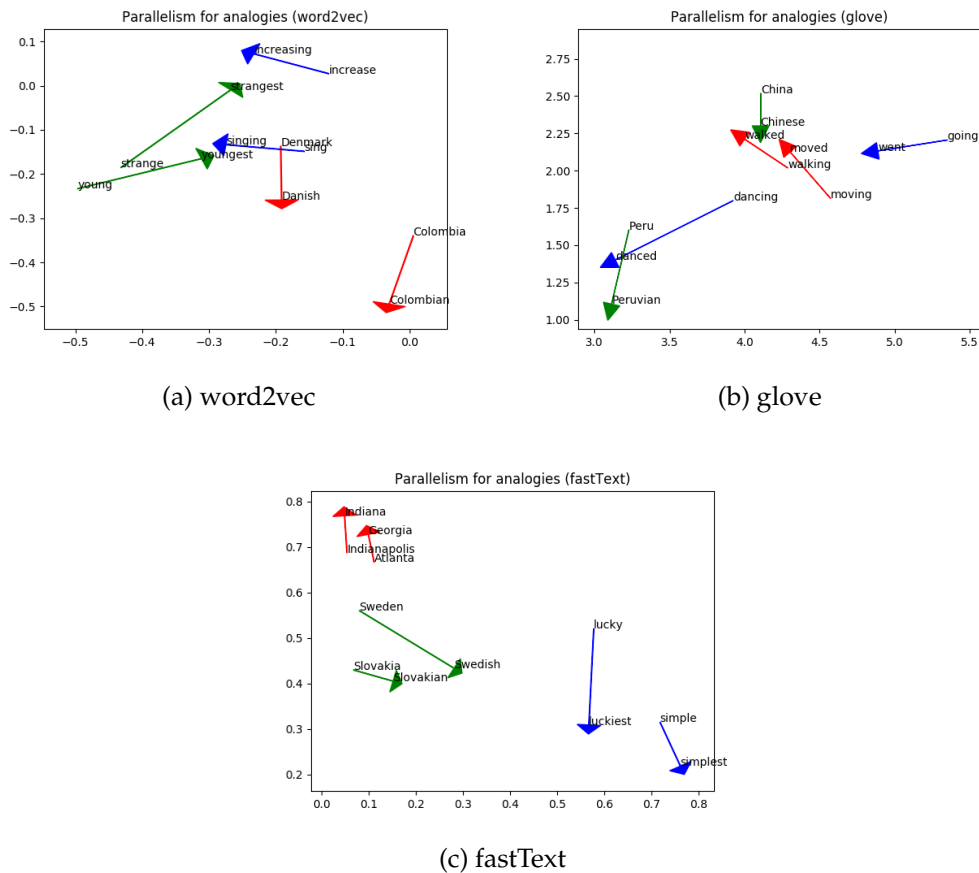 Parallelism for analogies (word2vec)
0.1
0.0
−0.1
−0.2
−0.3
−0.4
−0.5
increasing
increase
strangest
singing
Denmark
sing
youngest
strange
young
Danish
Colombia
Colombian
−0.5
−0.4
−0.3
−0.2
−0.1
0.0
(a) word2vec
Parallelism for analogies (glove)
2.75
2.50
2.25
2.00
1.75
1.50
1.25
1.00
China
Chinese
walked
going
moved
went
walking
dancing
moving
Peru
danced
Peruvian
3.0
3.5
4.0
4.5
5.0
5.5
(b) glove
Parallelism for analogies (fastText)
0.8
0.7
0.6
0.5
0.4
0.3
0.2
Indiana
Georgia
Indianapolis
Atlanta
Sweden
lucky
Slovakia
Swedish
Slovakian
luckiest
simple
simplest
0.0
0.1
0.2
0.3
0.4
0.5
0.6
0.7
0.8
(c) fastText